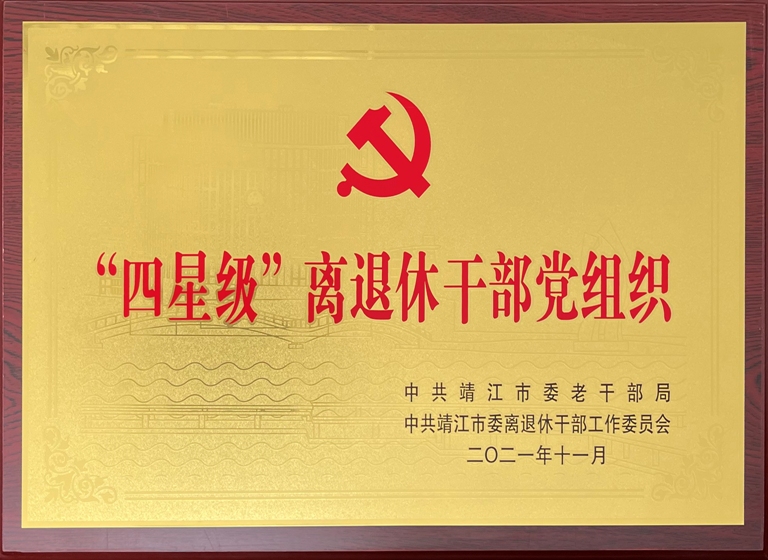 “四星级”离退休干部党组织
中共靖江市委老干部局
中共靖江市委离退休干部工作委员会
二〇二一年十一月